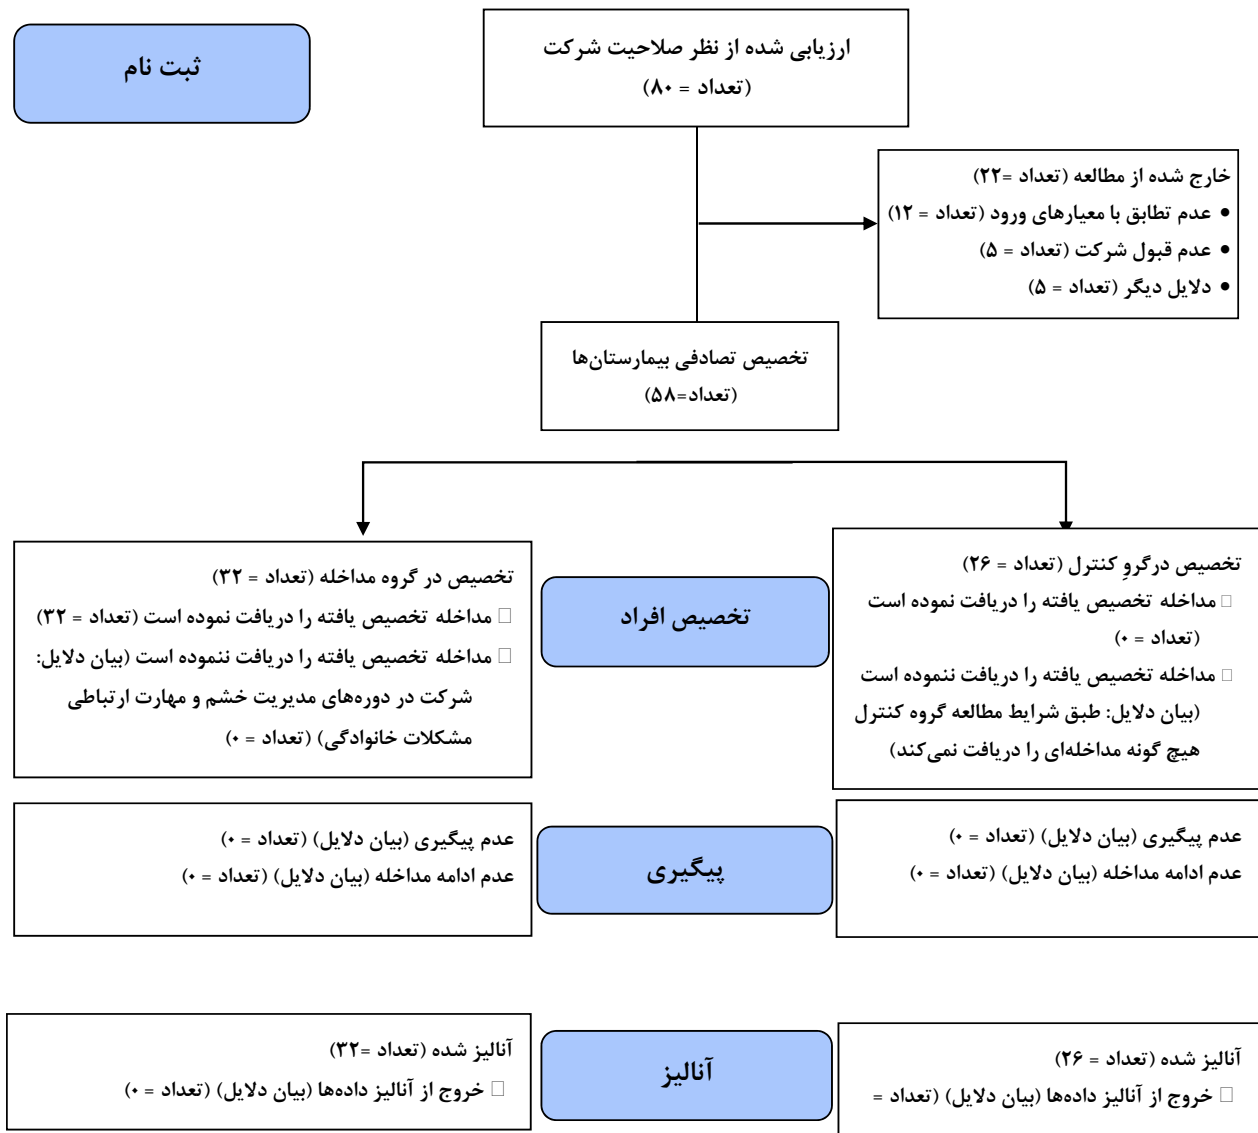 ثبت نام
ارزیابی شده از نظر صلاحیت شرکت
(تعداد = ۸۰)
خارج شده از مطالعه (تعداد =۲۲)
• عدم تطابق با معیارهای ورود (تعداد = ۱۲)
• عدم قبول شرکت (تعداد = ۵)
• دلایل دیگر (تعداد = ۵)
تخصیص تصادفی بیمارستان‌ها
(تعداد=۵۸)
تخصیص درگروِ کنترل (تعداد = ۲۶)
□ مداخله تخصیص یافته را دریافت نموده است
(تعداد = ۰)
□ مداخله تخصیص یافته را دریافت ننموده است
(بیان دلایل: طبق شرایط مطالعه گروه کنترل
هیچ گونه مداخله‌ای را دریافت نمی‌کند)
تخصیص افراد
تخصیص در گروه مداخله (تعداد = ۳۲)
□ مداخله تخصیص یافته را دریافت نموده است (تعداد = ۳۲)
□ مداخله تخصیص یافته را دریافت ننموده است (بیان دلایل:
شرکت در دوره‌های مدیریت خشم و مهارت ارتباطی
مشکلات خانوادگی) (تعداد = ۰)
عدم پیگیری (بیان دلایل) (تعداد = ۰)
عدم ادامه مداخله (بیان دلایل) (تعداد = ۰)
پیگیری
عدم پیگیری (بیان دلایل) (تعداد = ۰)
عدم ادامه مداخله (بیان دلایل) (تعداد = ۰)
آنالیز شده (تعداد = ۲۶)
□ خروج از آنالیز داده‌ها (بیان دلایل) (تعداد =
آنالیز
آنالیز شده (تعداد =۳۲)
□ خروج از آنالیز داده‌ها (بیان دلایل) (تعداد = ۰)